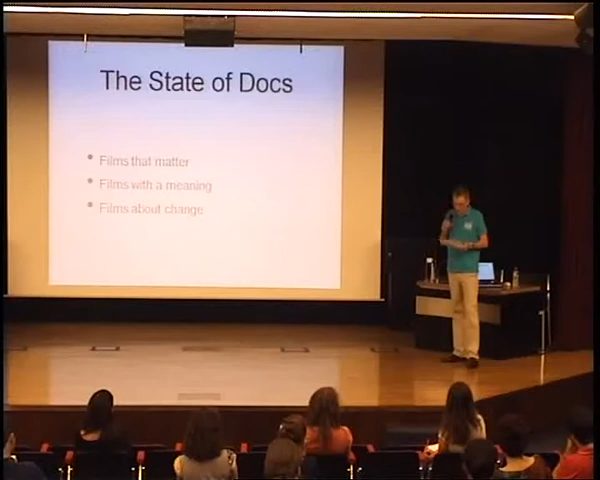 The State of Docs
Films that matter
Films with a meaning
Films about change